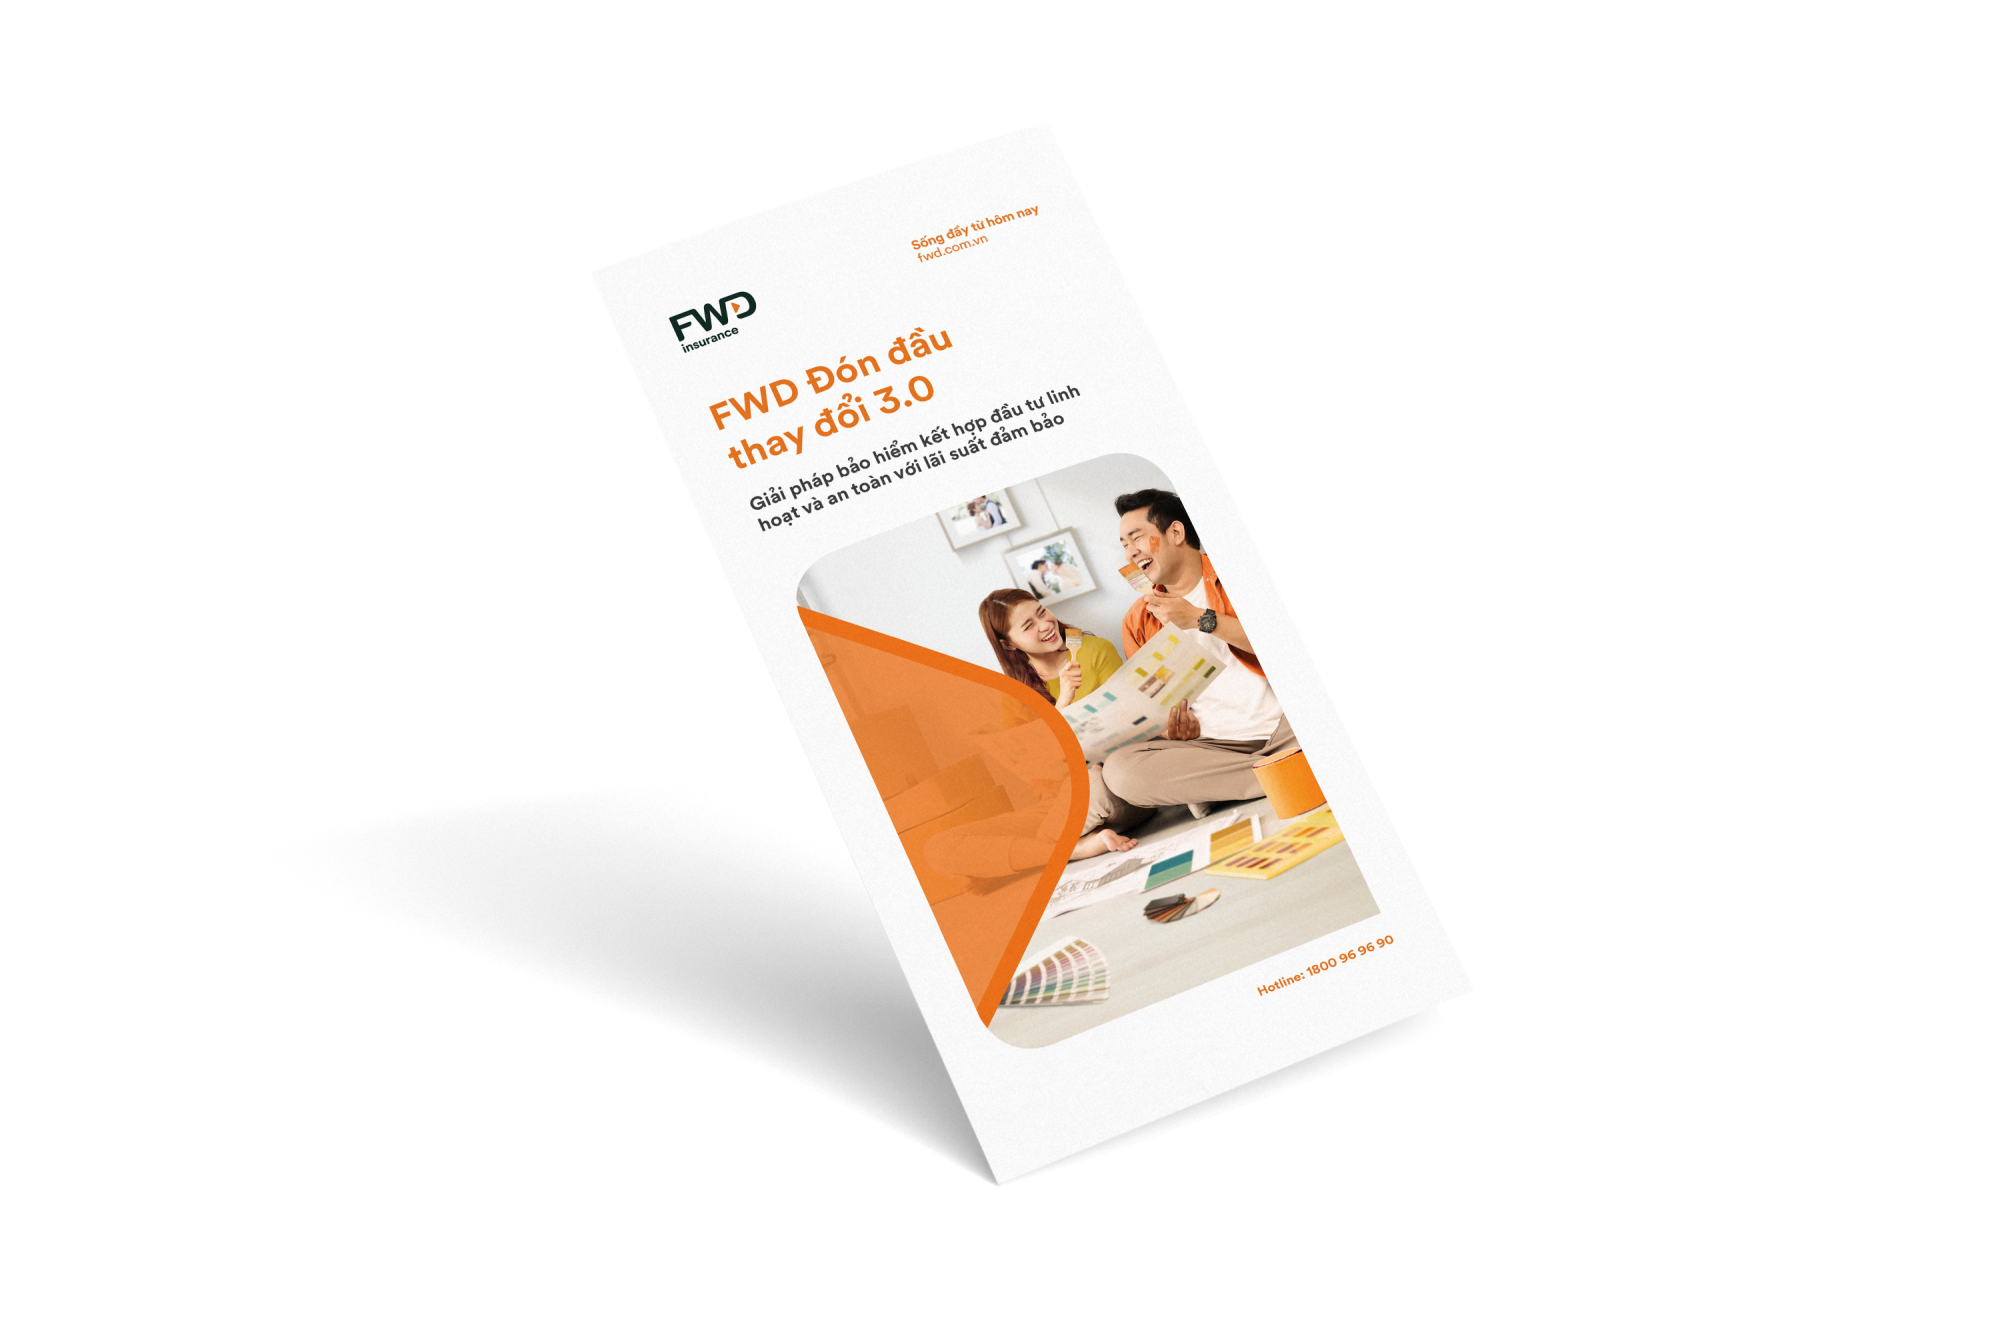 Sống đầy từ hôm nay
fwd.com.vn
FWD
insurance
FWD Đón đầu
thay đổi 3.0
Giải pháp bảo hiểm kết hợp đầu tư linh
hoạt và an toàn với lãi suất đảm bảo
Hotline: 1800 96 96 90